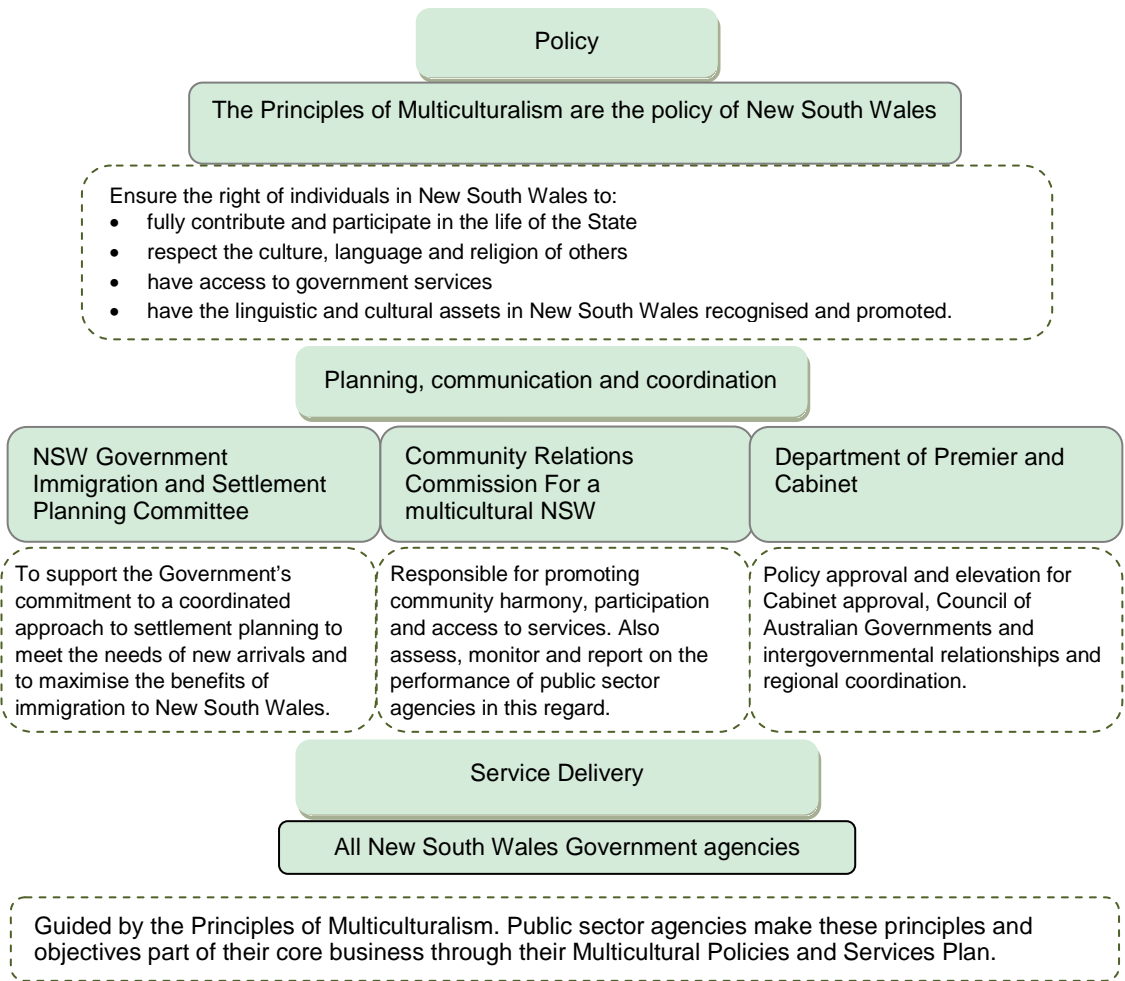 Policy
The Principles of Multiculturalism are the policy of New South Wales
Ensure the right of individuals in New South Wales to:
• fully contribute and participate in the life of the State
• respect the culture, language and religion of others
• have access to government services
• have the linguistic and cultural assets in New South Wales recognised and promoted.
Planning, communication and coordination
NSW Government
Immigration and Settlement
Planning Committee
To support the Government's
commitment to a coordinated
approach to settlement planning to
meet the needs of new arrivals and
to maximise the benefits of
immigration to New South Wales.
Community Relations
Commission For a
multicultural NSW
Responsible for promoting
community harmony, participation
and access to services. Also
assess, monitor and report on the
performance of public sector
agencies in this regard.
Department of Premier and
Cabinet
Policy approval and elevation for
Cabinet approval, Council of
Australian Governments and
intergovernmental relationships and
regional coordination.
Service Delivery
All New South Wales Government agencies
Guided by the Principles of Multiculturalism. Public sector agencies make these principles and
objectives part of their core business through their Multicultural Policies and Services Plan.